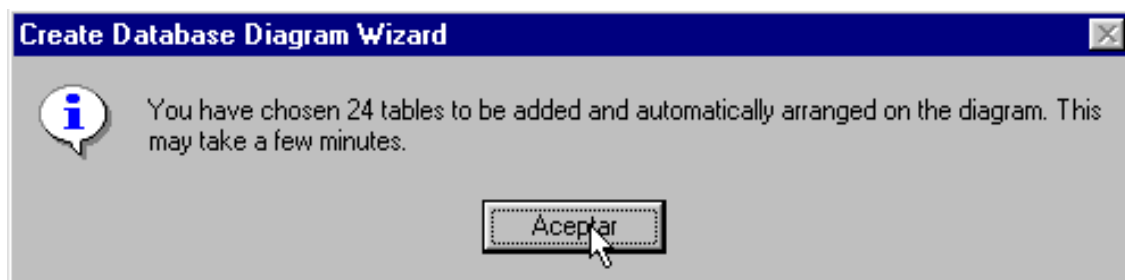 Create Database Diagram Wizard
You have chosen 24 tables to be added and automatically arranged on the diagram. This
may take a few minutes.
Aceptar